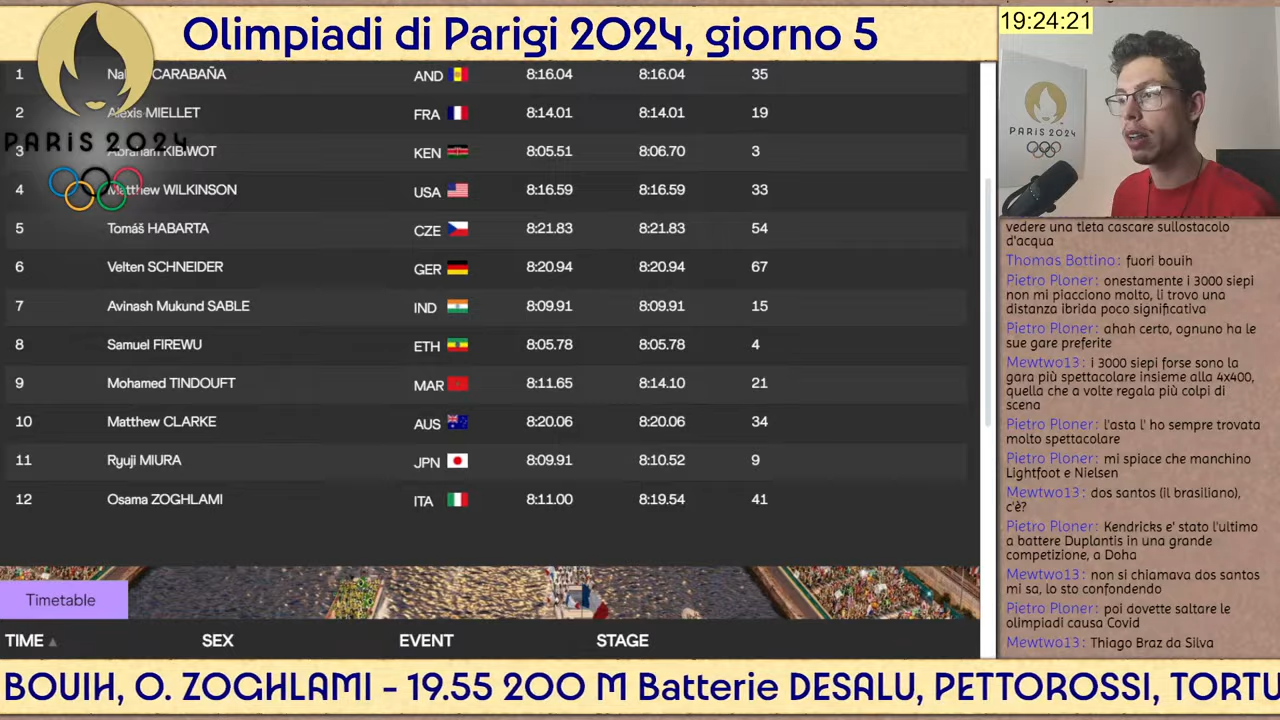 Olimpiadi di Parigi 2024, giorno 5
19:24:21
PARIS 2024
PARIS 2024
1 CARABAÑA AND 8:16.04 8:16.04 35
2 Alexis MIELLET FRA 8:14.01 8:14.01 19
3 Abraham KIBIWOT KEN 8:05.51 8:06.70 3
4 Matthew WILKINSON USA 8:16.59 8:16.59 33
5 Tomáš HABARTA CZE 8:21.83 8:21.83 54
6 Velten SCHNEIDER GER 8:20.94 8:20.94 67
7 Avinash Mukund SABLE IND 8:09.91 8:09.91 15
8 Samuel FIREWU ETH 8:05.78 8:05.78 4
9 Mohamed TINDOUFT MAR 8:11.65 8:14.10 21
10 Matthew CLARKE AUS 8:20.06 8:20.06 34
11 Ryuji MIURA JPN 8:09.91 8:10.52 9
12 Osama ZOGHLAMI ITA 8:11.00 8:19.54 41
Timetable
TIME SEX EVENT STAGE
vedere una tleta cascare sullostacolo
d'acqua
Thomas Bottino: fuori bouih
Pietro Ploner: onestamente i 3000 siepi
non mi piacciono molto, li trovo una
distanza ibrida poco significativa
Pietro Ploner: ahah certo, agnuno ha le
sue gare preferite
Mewtwo13: i 3000 siepi forse sono la
gara più spettacolare insieme alla 4x400,
quella che a volte regala più colpi di
scena
Pietro Ploner: l'asta l' ho sempre trovata
molto spettacolare
Pietro Ploner: mi spiace che manchino
Lightfoot e Nielsen
Mewtwo13: dos santos (il brasiliano),
c'è?
Pietro Ploner: Kendricks e' stato l'ultimo
a battere Duplantis in una grande
competizione, a Doha
Mewtwo13: non si chiamava dos santos
mi sa, lo sto confondendo
Pietro Ploner: poi dovette saltare le
olimpiadi causa Covid
Mewtwo13: Thiago Braz da Silva
BOUIH, O. ZOGHLAMI - 19.55 200 M Batterie DESALU, PETTOROSSI, TORTU